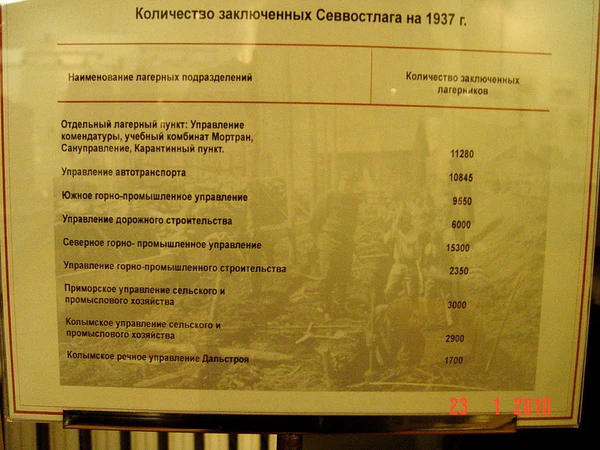 Количество заключенных Севвостлага на 1937 г.
Наименование лагерных подразделений
Количество заключенных
лагерников
Отдельный лагерный пункт: Управление
комендатуры, учебный комбинат Мортран,
Сануправление, Карантинный пункт. 11280
Управление автотранспорта 10845
Южное горно-промышленное управление 9550
Управление дорожного строительства 6000
Северное горно- промышленное управление 15300
Управление горно-промышленного строительства 2350
Приморское управление сельского и
промыслового хозяйства 3000
Колымское управление сельского и
промыслового хозяйства 2900
Колымское речное управление Дальстроя 1700
23 1 2010